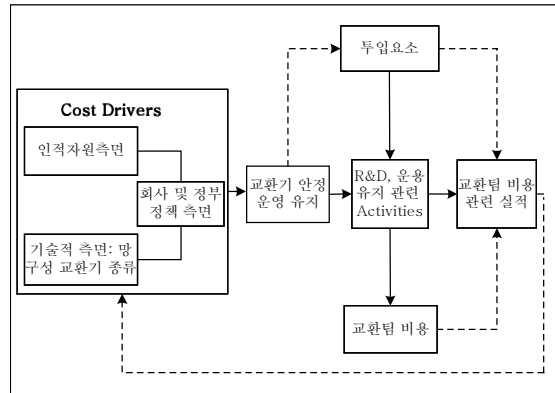 투입요소
Cost Drivers
인적자원측면
회사 및 정부
정책 측면
기술적 측면: 망
구성 교환기 종류
교환기 안정
운영 유지
R&D, 운용
유지 관련
Activities
교환팀 비용
관련 실적
교환팀 비용